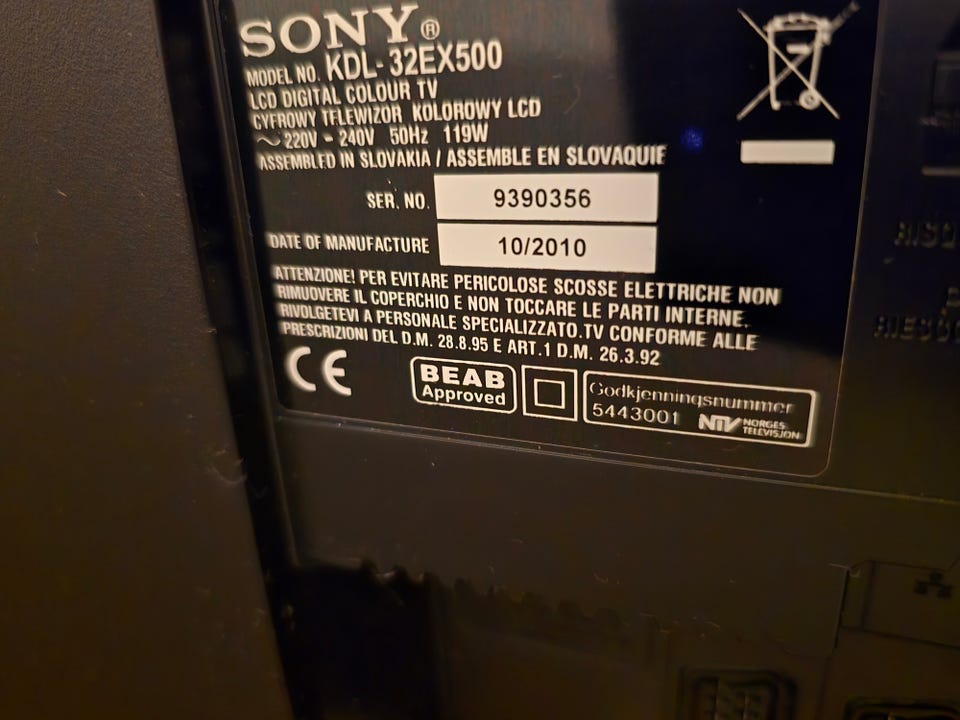 SONY®
MODEL NO. KDL-32EX500
LCD DIGITAL COLOUR TV
CYFROWY TELEWIZOR KOLOROWY LCD
~ 220V - 240V 50Hz 119W
ASSEMBLED IN SLOVAKIA / ASSEMBLE EN SLOVAQUIE
SER. NO. 9390356
DATE OF MANUFACTURE 10/2010
ATTENZIONE! PER EVITARE PERICOLOSE SCOSSE ELETTRICHE NON
RIMUOVERE IL COPERCHIO E NON TOCCARE LE PARTI INTERNE.
RIVOLGETEVI A PERSONALE SPECIALIZZATO.TV CONFORME ALLE
PRESCRIZIONI DEL D.M. 28.8.95 E ART.1 D.M. 26.3.92
CE
BEAB
Approved
Godkjenningsnummer
5443001 NTV NORGES
TELEVISJON